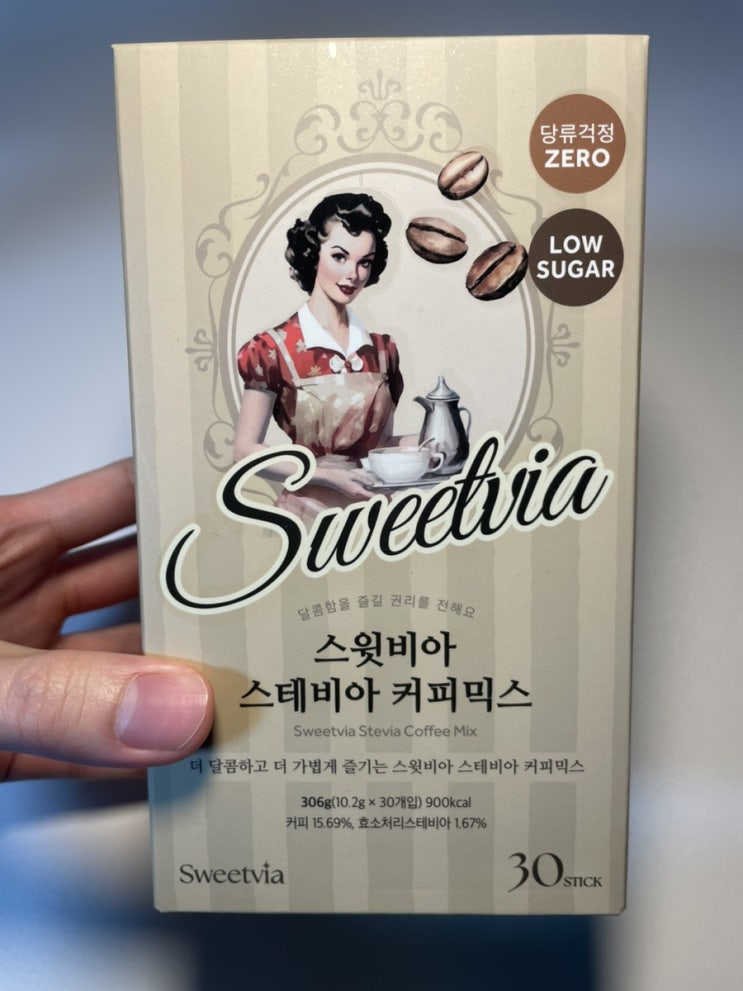 당류걱정
ZERO
LOW
SUGAR
Sweetvia
달콤함을 즐길 권리를 전해요
스윗비아
스테비아 커피믹스
Sweetvia Stevia Coffee Mix
더 달콤하고 더 가볍게 즐기는 스윗비아 스테비아 커피믹스
306g(10.2g × 30개입) 900kcal
커피 15.69%, 효소처리스테비아 1.67%
Sweetvia
30 STICK